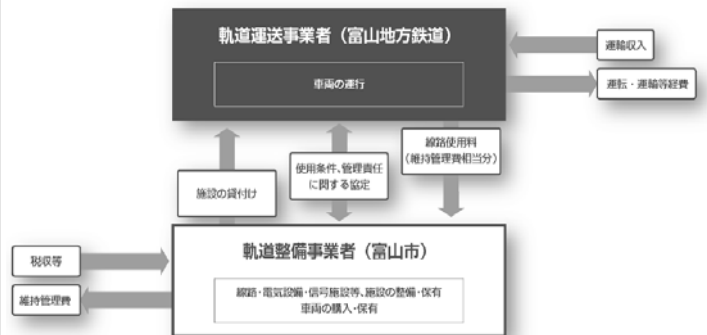 軌道運送事業者（富山地方鉄道）
車両の運行
運輸収入
運転・運輸等経費
施設の貸付け
使用条件、管理責任
に関する協定
線路使用料
（維持管理費相当分）
軌道整備事業者（富山市）
線路・電気設備・信号施設等、施設の整備・保有
車両の購入・保有
税収等
維持管理費